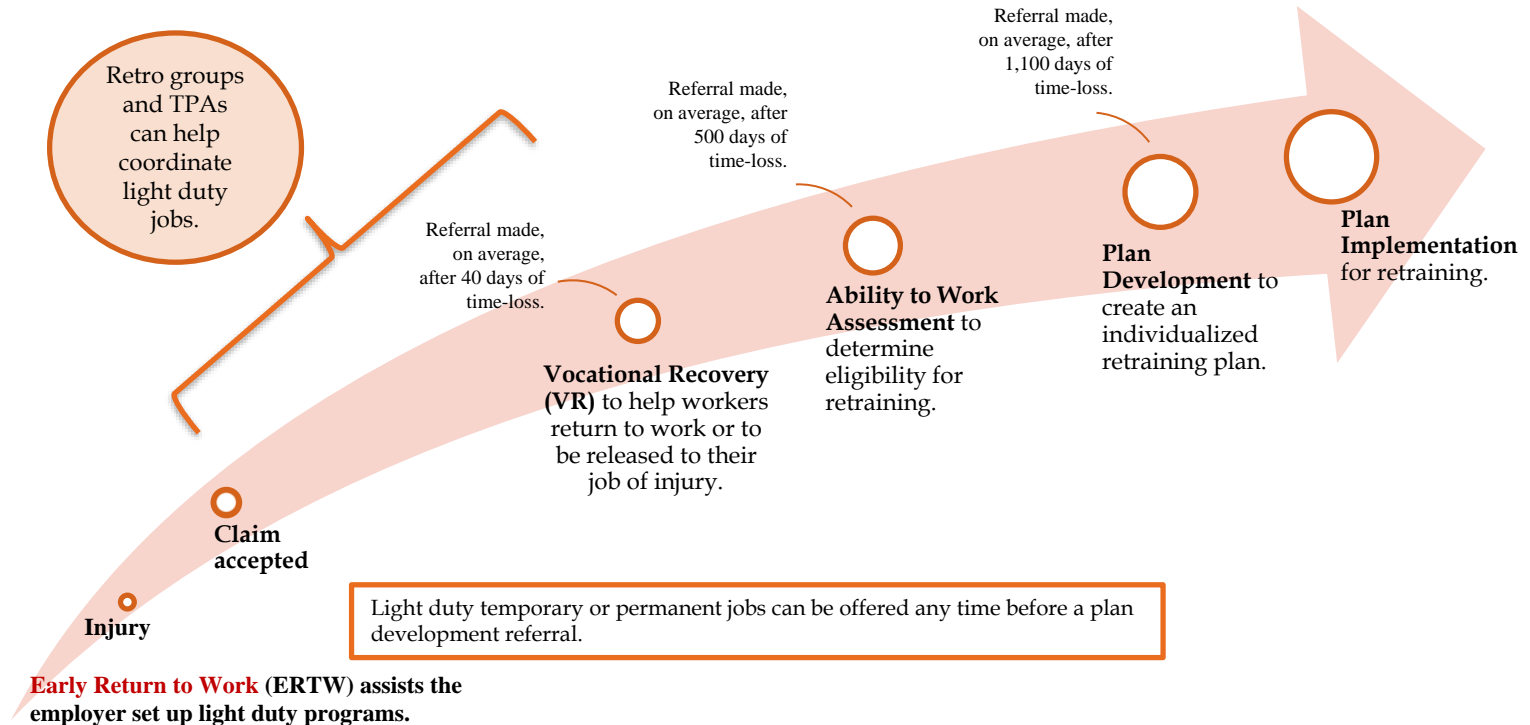 Retro groups
and TPAs
can help
coordinate
light duty
jobs.
Referral made,
on average,
after 40 days of
time-loss.
Referral made,
on average, after
500 days of
time-loss.
Referral made,
on average, after
1,100 days of
time-loss.
Injury
Claim
accepted
Vocational Recovery
(VR) to help workers
return to work or to
be released to their
job of injury.
Ability to Work
Assessment to
determine
eligibility for
retraining.
Plan
Development to
create an
individualized
retraining plan.
Plan
Implementation
for retraining.
Light duty temporary or permanent jobs can be offered any time before a plan
development referral.
Early Return to Work (ERTW) assists the
employer set up light duty programs.